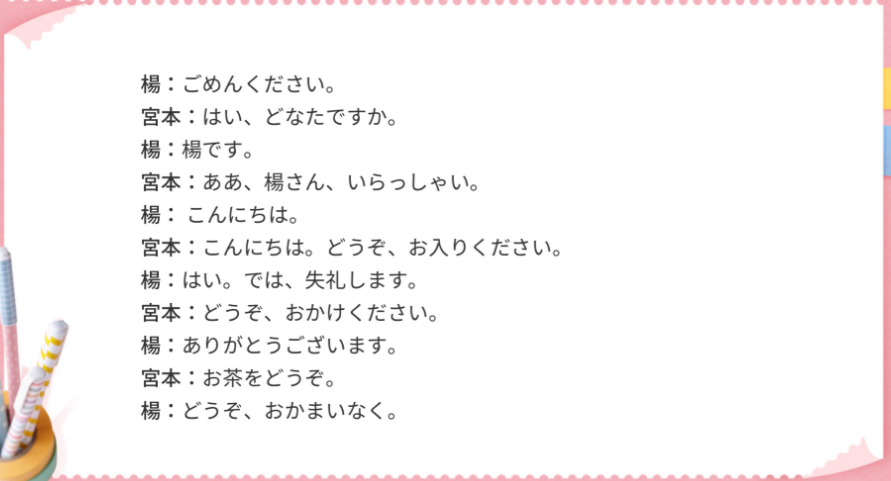 楊：ごめんください。
宮本：はい、どなたですか。
楊：楊です。
宮本：ああ、楊さん、いらっしゃい。
楊： こんにちは。
宮本：こんにちは。どうぞ、お入りください。
楊：はい。では、失礼します。
宮本：どうぞ、おかけください。
楊：ありがとうございます。
宮本：お茶をどうぞ。
楊：どうぞ、おかまいなく。